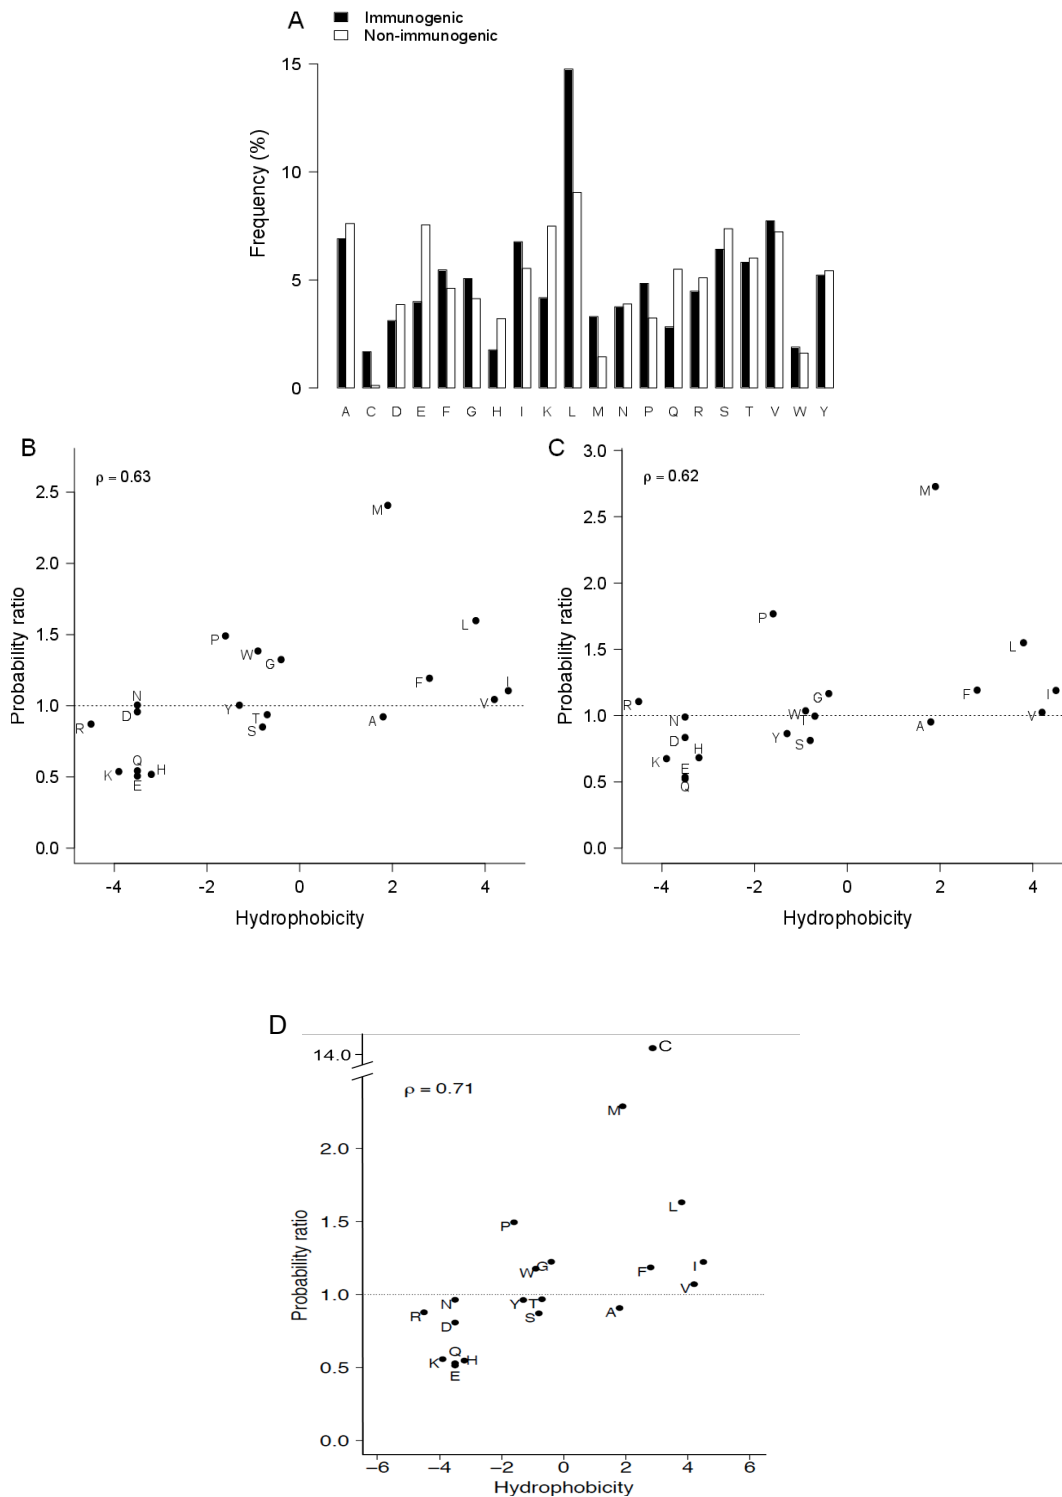 A
Immunogenic
Non-immunogenic
Frequency (%)
15
10
5
0
A C D E F G H I K L M N P Q R S T V W Y
B
ρ = 0.63
Probability ratio
2.5
2.0
1.5
1.0
0.5
0.0
M
L
P
W
G
F
I
N
V
D
Y
T
A
R
S
Q
H
K
E
-4 -2 0 2 4
Hydrophobicity
C
ρ = 0.62
Probability ratio
3.0
2.5
2.0
1.5
1.0
0.5
0.0
M
P
L
R
G
F
I
N
W
T
V
A
D
Y
S
H
K
E
Q
-4 -2 0 2 4
Hydrophobicity
D
14.0
C
ρ = 0.71
Probability ratio
2.0
1.5
1.0
0.5
0.0
M
L
P
W
G
F
I
V
N
Y
T
A
R
S
D
Q
K
H
E
−6 −4 −2 0 2 4 6
Hydrophobicity